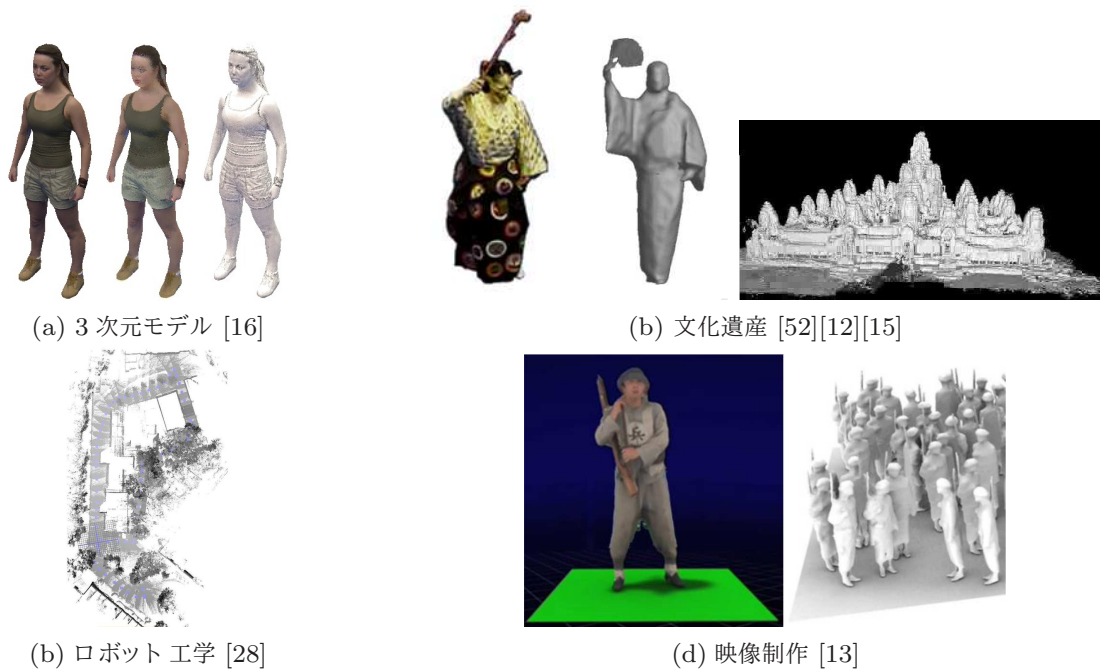 (a) 3 次元モデル [16]
(b) 文化遺産 [52][12][15]
(b) ロボット 工学 [28]
(d) 映像制作 [13]